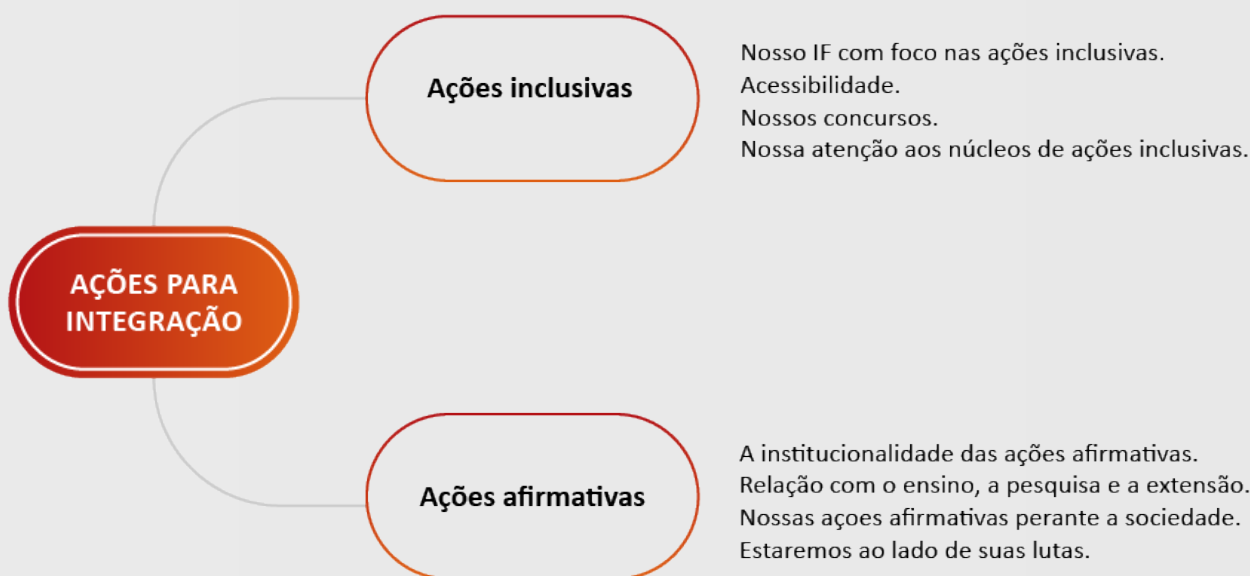 Ações inclusivas
Nosso IF com foco nas ações inclusivas.
Acessibilidade.
Nossos concursos.
Nossa atenção aos núcleos de ações inclusivas.
AÇÕES PARA
INTEGRAÇÃO
Ações afirmativas
A institucionalidade das ações afirmativas.
Relação com o ensino, a pesquisa e a extensão.
Nossas açoes afirmativas perante a sociedade.
Estaremos ao lado de suas lutas.